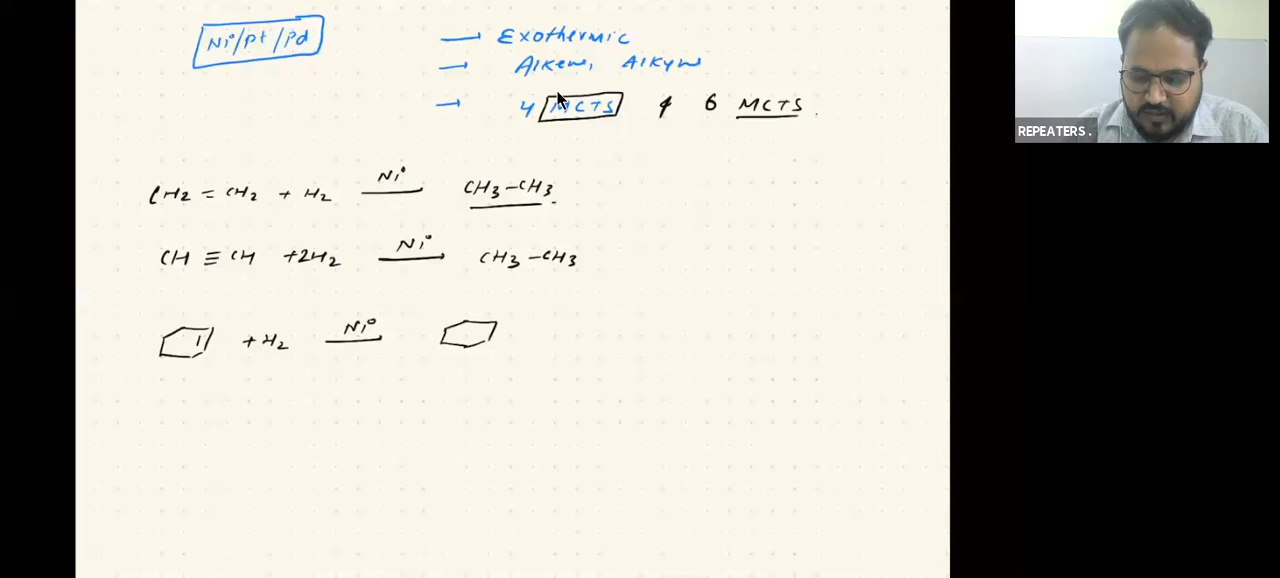 Ni/Pt/Pd
→ Exothermic
→ Alkene, Alkyne
→ 4 MCTS & 6 MCTS.
CH2 = CH2 + H2 Ni° CH3-CH3.
CH ≡ CH + 2H2 Ni° CH3-CH3
+ H2 Ni°
REPEATERS .